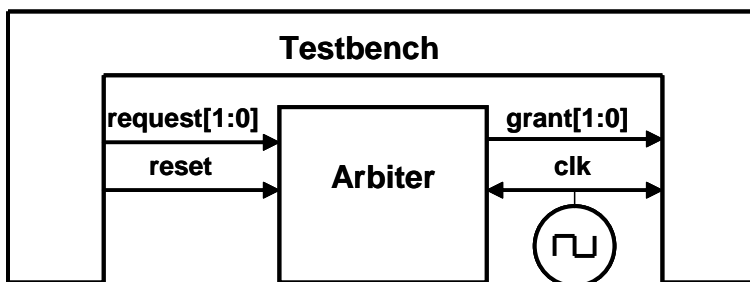 Testbench
request[1:0]
grant[1:0]
reset
Arbiter
clk